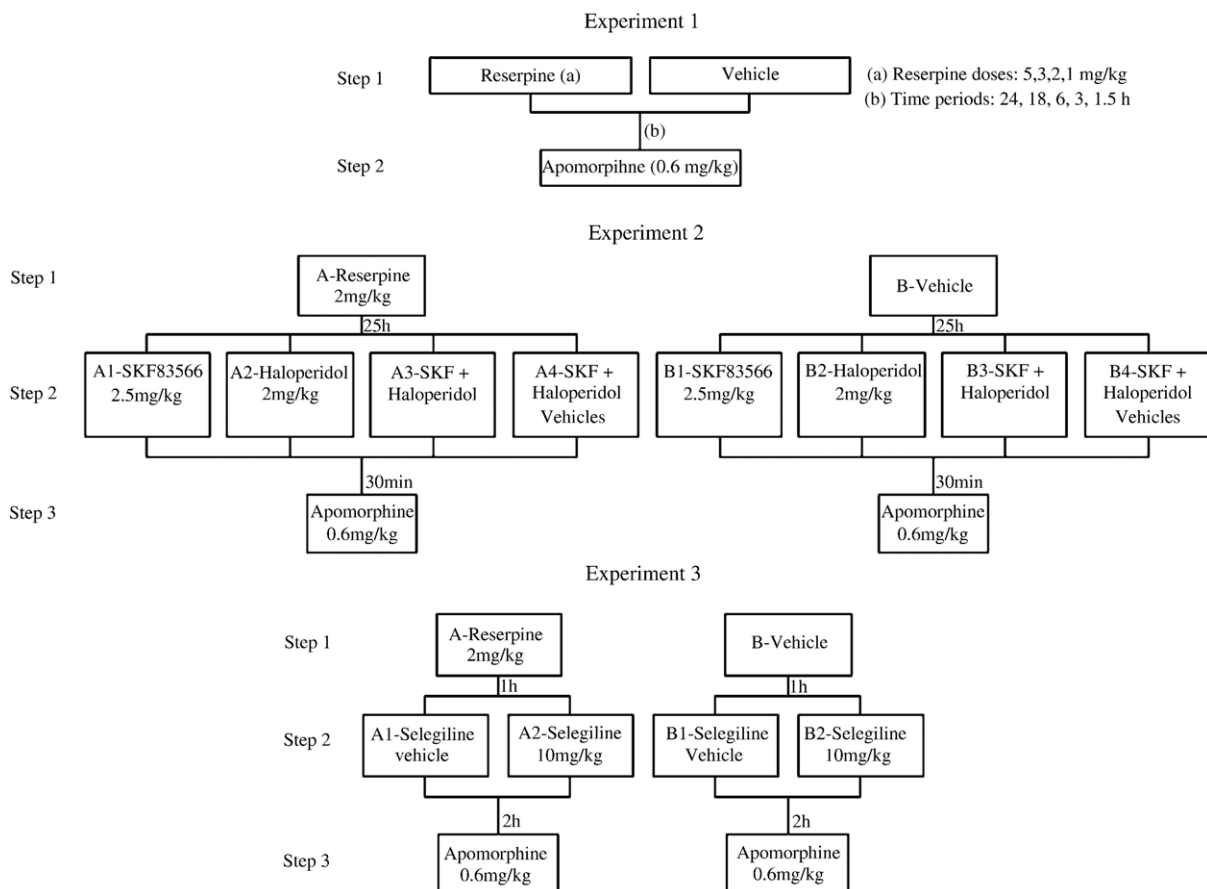 Experiment 1
Step 1
Reserpine (a)
Vehicle
(a) Reserpine doses: 5,3,2,1 mg/kg
(b) Time periods: 24, 18, 6, 3, 1.5 h
(b)
Step 2
Apomorpihne (0.6 mg/kg)
Experiment 2
Step 1
A-Reserpine
2mg/kg
B-Vehicle
25h
25h
Step 2
A1-SKF83566
2.5mg/kg
A2-Haloperidol
2mg/kg
A3-SKF +
Haloperidol
A4-SKF +
Haloperidol
Vehicles
B1-SKF83566
2.5mg/kg
B2-Haloperidol
2mg/kg
B3-SKF +
Haloperidol
B4-SKF +
Haloperidol
Vehicles
30min
30min
Step 3
Apomorphine
0.6mg/kg
Apomorphine
0.6mg/kg
Experiment 3
Step 1
A-Reserpine
2mg/kg
B-Vehicle
1h
1h
Step 2
A1-Selegiline
vehicle
A2-Selegiline
10mg/kg
B1-Selegiline
Vehicle
B2-Selegiline
10mg/kg
2h
2h
Step 3
Apomorphine
0.6mg/kg
Apomorphine
0.6mg/kg